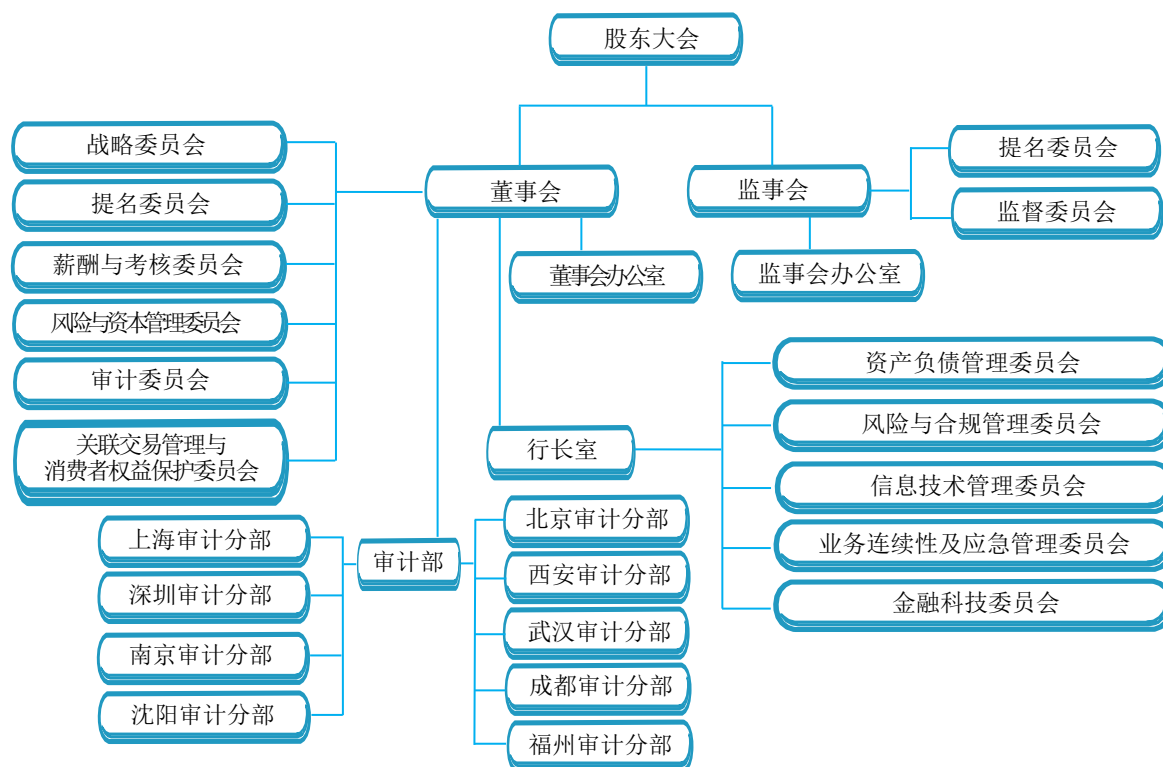 股东大会
战略委员会
提名委员会
薪酬与考核委员会
风险与资本管理委员会
审计委员会
关联交易管理与
消费者权益保护委员会
董事会
监事会
提名委员会
监督委员会
董事会办公室
监事会办公室
行长室
资产负债管理委员会
风险与合规管理委员会
信息技术管理委员会
业务连续性及应急管理委员会
金融科技委员会
审计部
上海审计分部
深圳审计分部
南京审计分部
沈阳审计分部
北京审计分部
西安审计分部
武汉审计分部
成都审计分部
福州审计分部